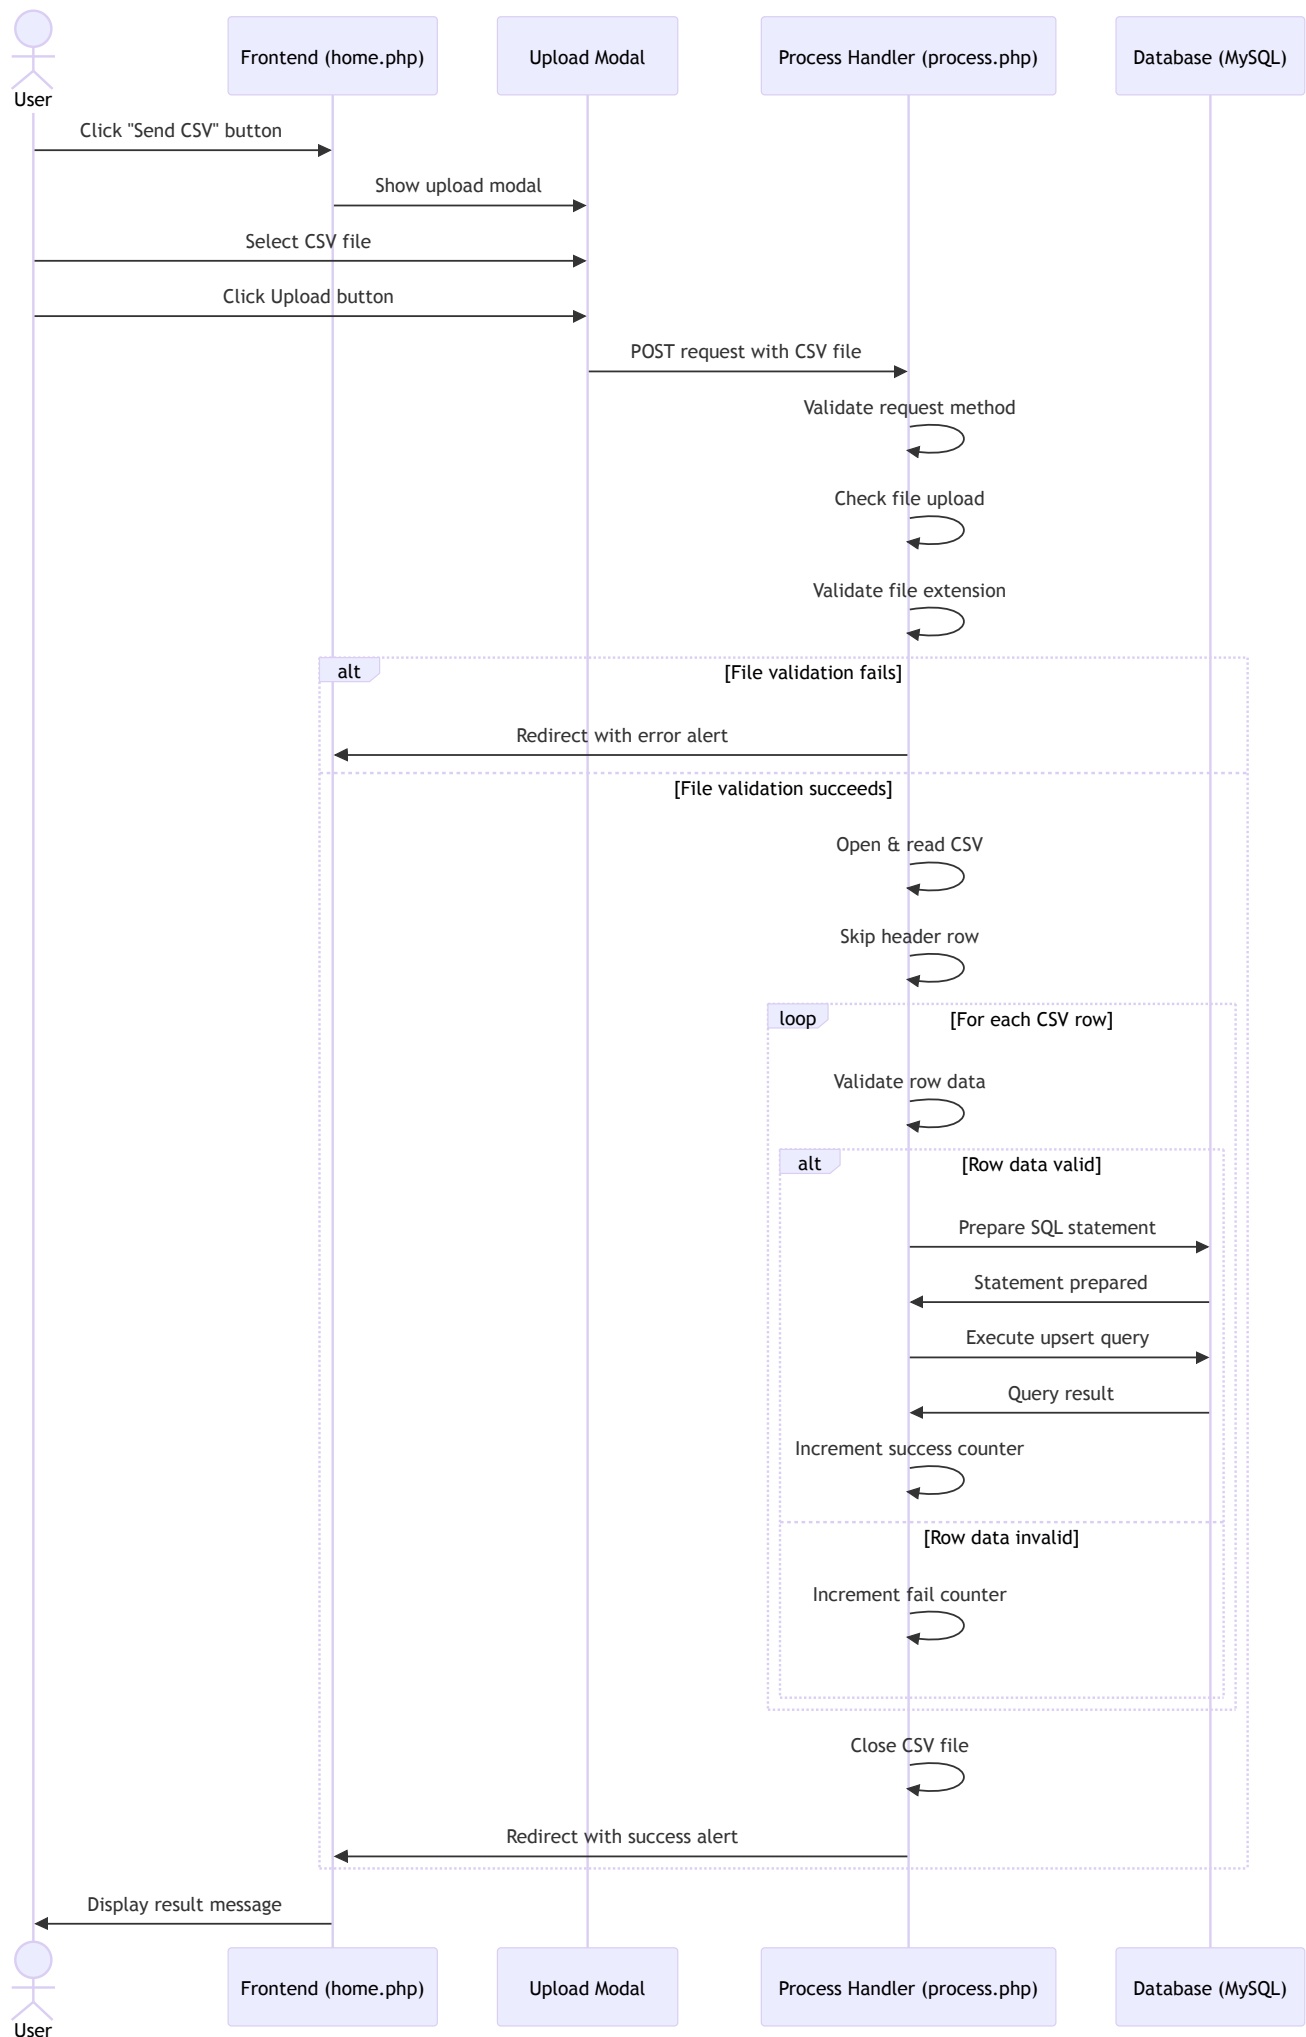 User
Frontend (home.php)
Upload Modal
Process Handler (process.php)
Database (MySQL)
Click "Send CSV" button
Show upload modal
Select CSV file
Click Upload button
POST request with CSV file
Validate request method
Check file upload
Validate file extension
alt
[File validation fails]
Redirect with error alert
[File validation succeeds]
Open & read CSV
Skip header row
loop
[For each CSV row]
Validate row data
alt
[Row data valid]
Prepare SQL statement
Statement prepared
Execute upsert query
Query result
Increment success counter
[Row data invalid]
Increment fail counter
Close CSV file
Redirect with success alert
Display result message
User
Frontend (home.php)
Upload Modal
Process Handler (process.php)
Database (MySQL)